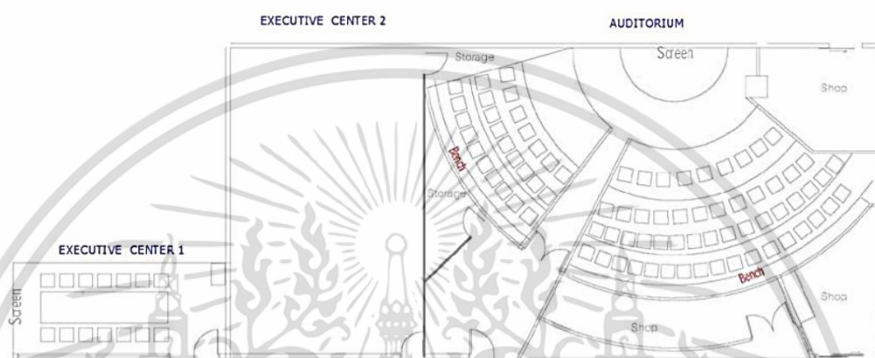 EXECUTIVE CENTER 2
AUDITORIUM
Storage
Screen
Shop
Bench
Storage
EXECUTIVE CENTER 1
Screen
Bench
Shop
Shop